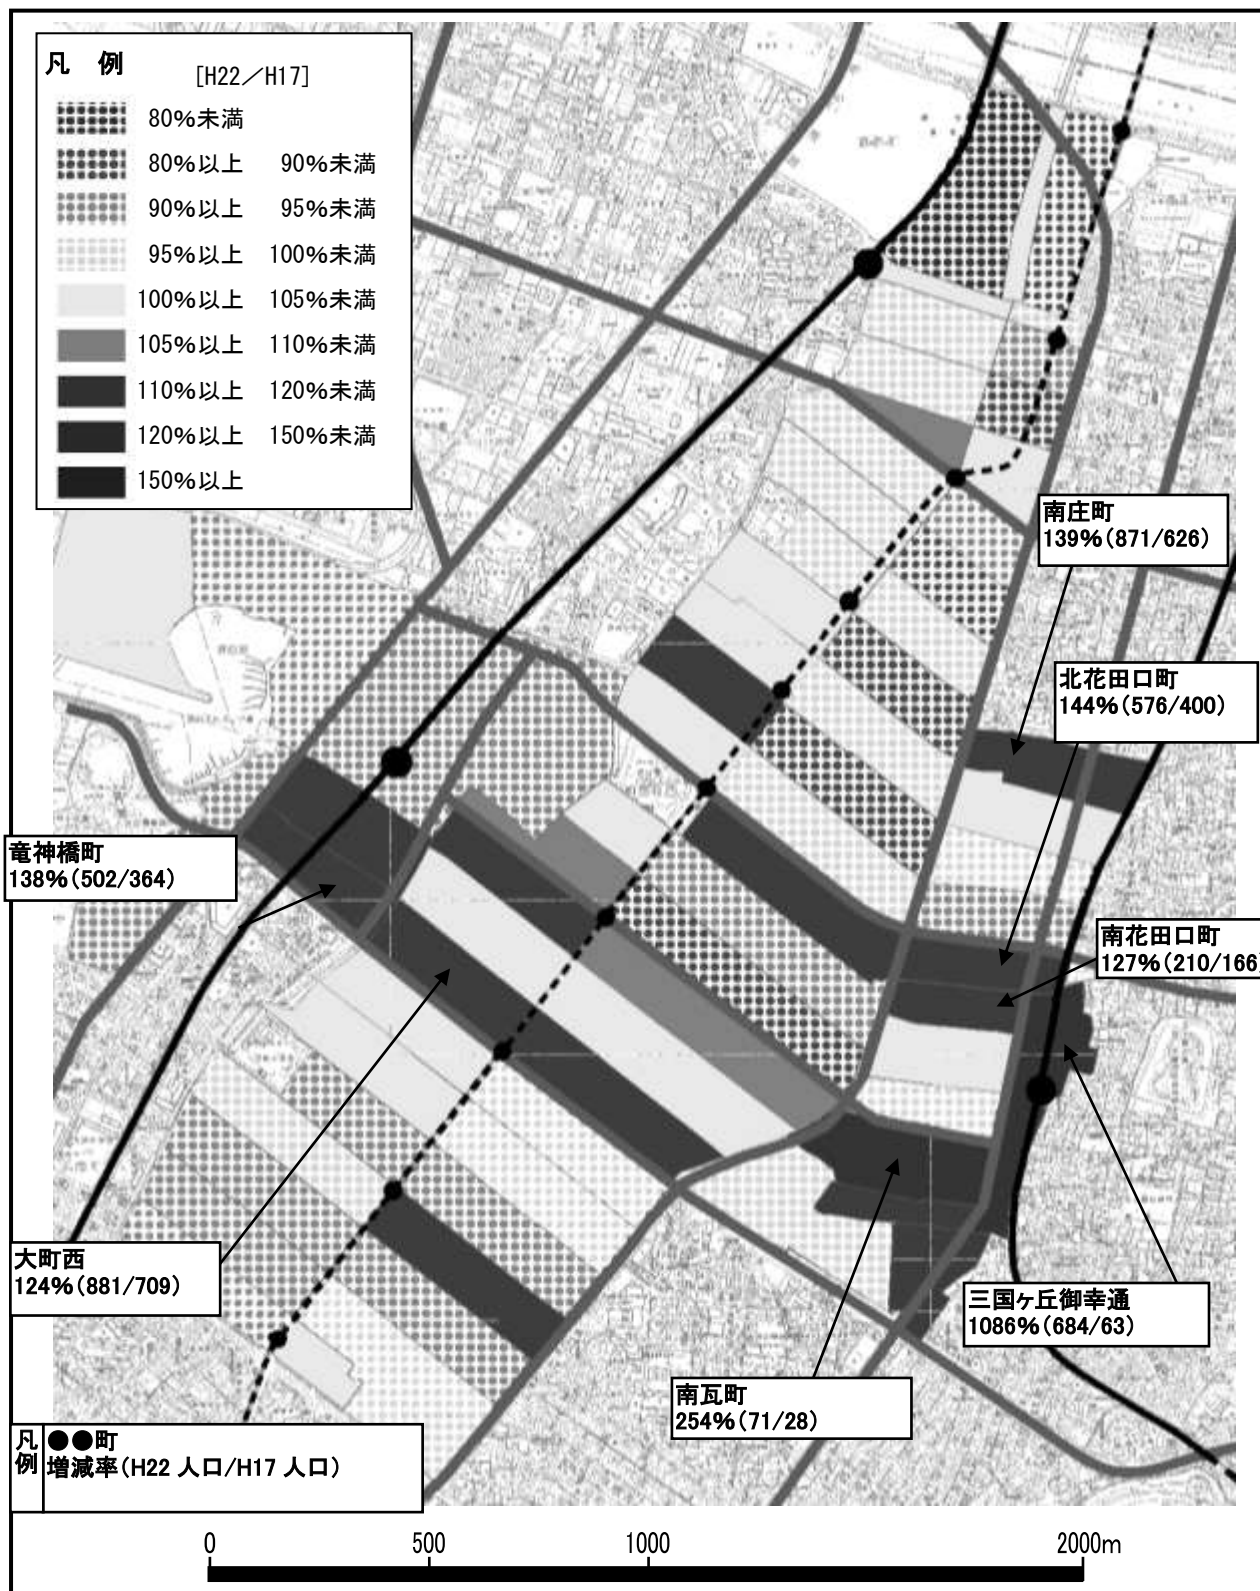 凡 例
[H22／H17]
80%未満
80%以上 90%未満
90%以上 95%未満
95%以上 100%未満
100%以上 105%未満
105%以上 110%未満
110%以上 120%未満
120%以上 150%未満
150%以上
南庄町
139%(871/626)
北花田口町
144%(576/400)
竜神橋町
138%(502/364)
南花田口町
127%(210/166)
大町西
124%(881/709)
三国ヶ丘御幸通
1086%(684/63)
南瓦町
254%(71/28)
凡例
●●町
増減率(H22 人口/H17 人口)
0 500 1000 2000m